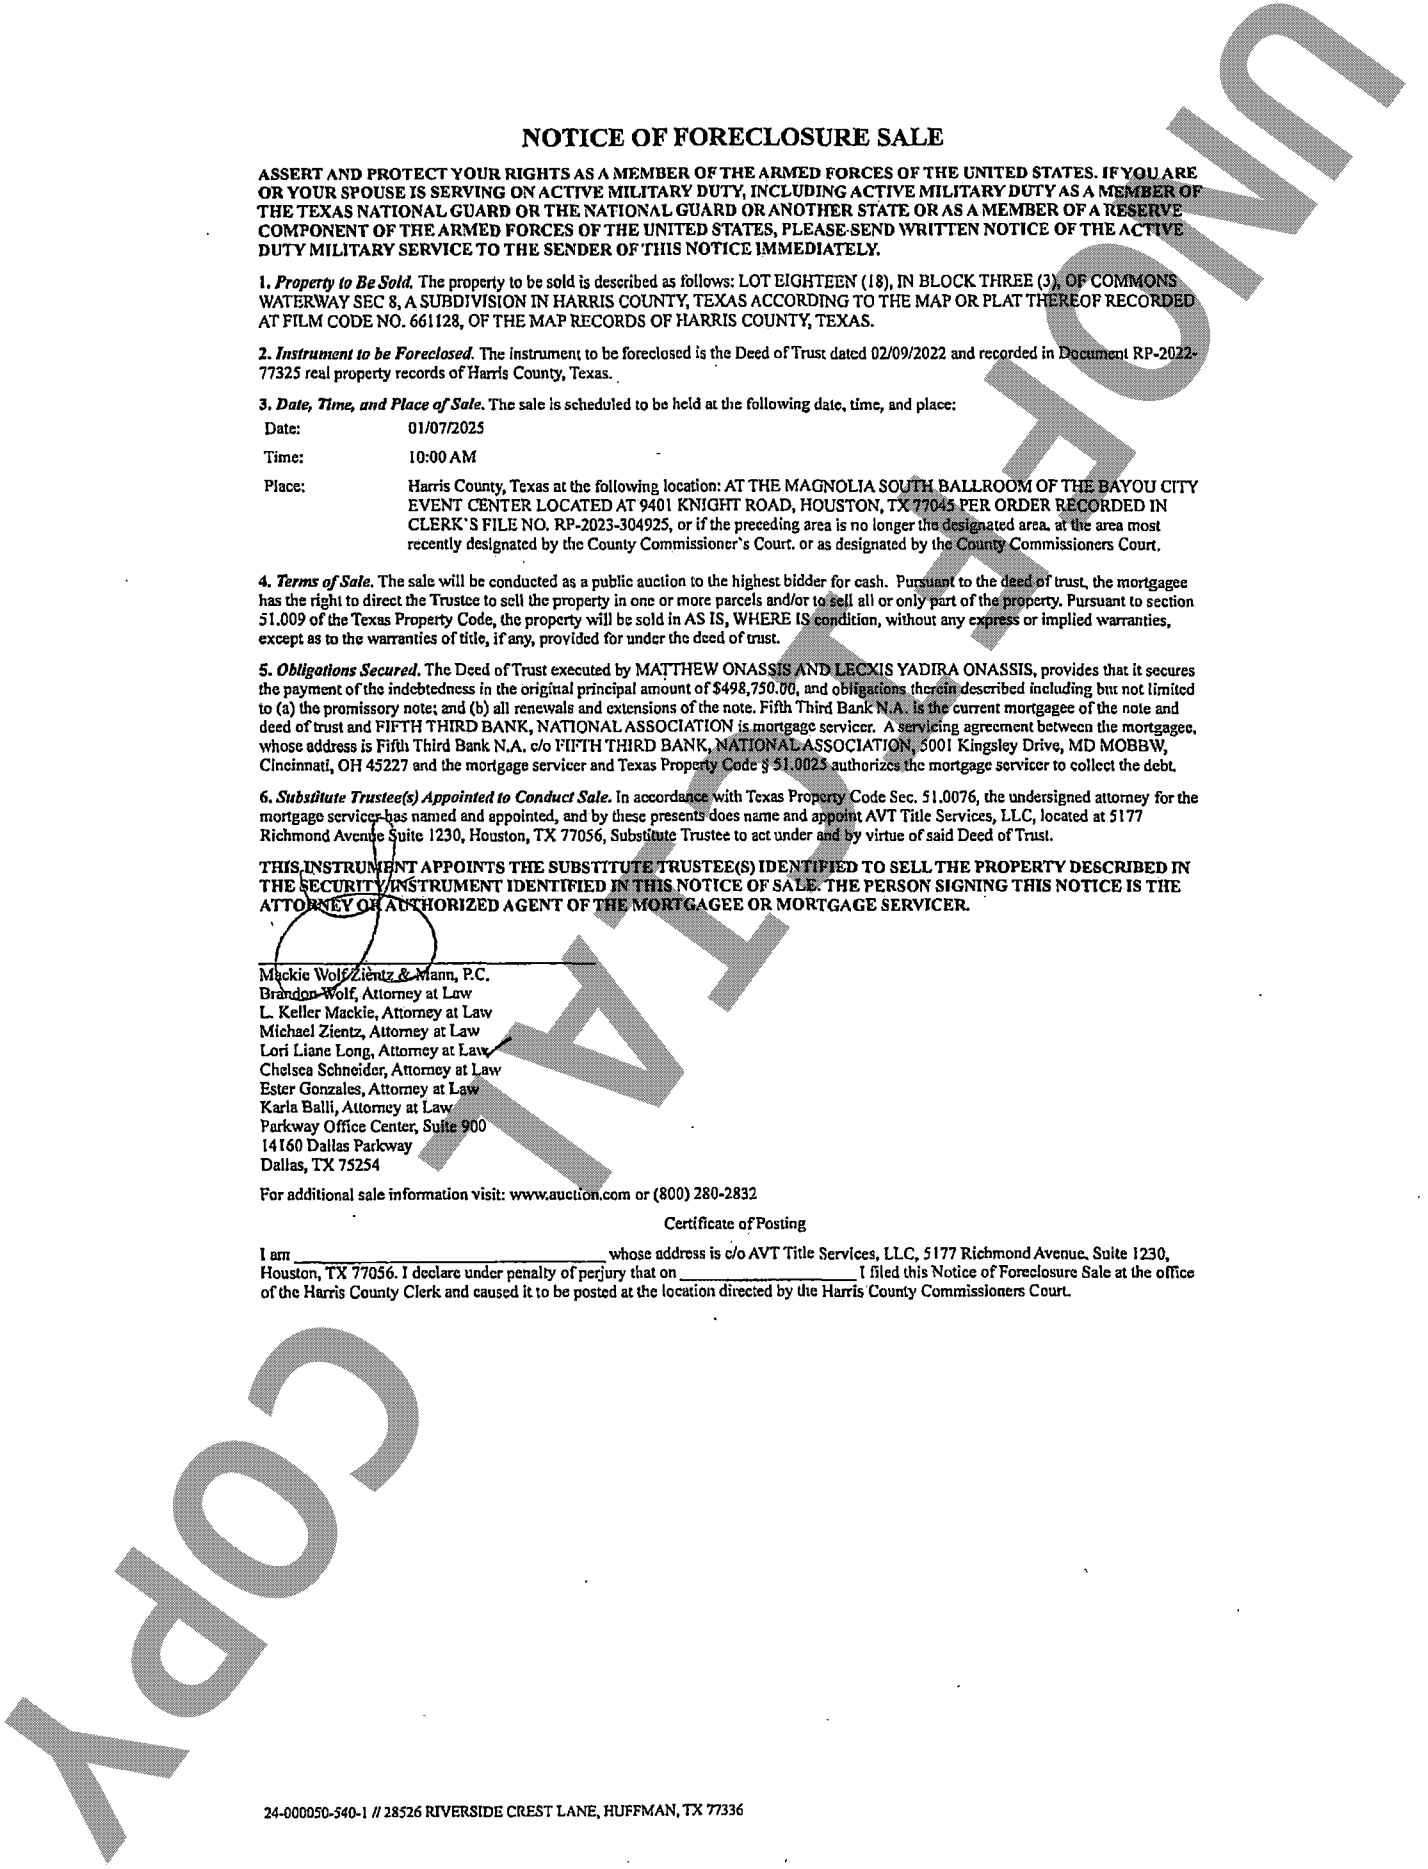 NOTICE OF FORECLOSURE SALE
ASSERT AND PROTECT YOUR RIGHTS AS A MEMBER OF THE ARMED FORCES OF THE UNITED STATES. IF YOU ARE
OR YOUR SPOUSE IS SERVING ON ACTIVE MILITARY DUTY, INCLUDING ACTIVE MILITARY DUTY AS A MEMBER OF
THE TEXAS NATIONAL GUARD OR THE NATIONAL GUARD OR ANOTHER STATE OR AS A MEMBER OF A RESERVE
COMPONENT OF THE ARMED FORCES OF THE UNITED STATES, PLEASE SEND WRITTEN NOTICE OF THE ACTIVE
DUTY MILITARY SERVICE TO THE SENDER OF THIS NOTICE IMMEDIATELY.
1. Property to Be Sold. The property to be sold is described as follows: LOT EIGHTEEN (18), IN BLOCK THREE (3), OF COMMONS
WATERWAY SEC 8, A SUBDIVISION IN HARRIS COUNTY, TEXAS ACCORDING TO THE MAP OR PLAT THEREOF RECORDED
AT FILM CODE NO. 661128, OF THE MAP RECORDS OF HARRIS COUNTY, TEXAS.
2. Instrument to be Foreclosed. The instrument to be foreclosed is the Deed of Trust dated 02/09/2022 and recorded in Document RP-2022-
77325 real property records of Harris County, Texas.
3. Date, Time, and Place of Sale. The sale is scheduled to be held at the following date, time, and place:
Date: 01/07/2025
Time: 10:00 AM
Place: Harris County, Texas at the following location: AT THE MAGNOLIA SOUTH BALLROOM OF THE BAYOU CITY
EVENT CENTER LOCATED AT 9401 KNIGHT ROAD, HOUSTON, TX 77045 PER ORDER RECORDED IN
CLERK'S FILE NO. RP-2023-304925, or if the preceding area is no longer the designated area, at the area most
recently designated by the County Commissioner's Court. or as designated by the County Commissioners Court.
4. Terms of Sale. The sale will be conducted as a public auction to the highest bidder for cash. Pursuant to the deed of trust, the mortgagee
has the right to direct the Trustee to sell the property in one or more parcels and/or to sell all or only part of the property. Pursuant to section
51.009 of the Texas Property Code, the property will be sold in AS IS, WHERE IS condition, without any express or implied warranties,
except as to the warranties of title, if any, provided for under the deed of trust.
5. Obligations Secured. The Deed of Trust executed by MATTHEW ONASSIS AND LECXIS YADIRA ONASSIS, provides that it secures
the payment of the indebtedness in the original principal amount of $498,750.00, and obligations therein described including but not limited
to (a) the promissory note; and (b) all renewals and extensions of the note. Fifth Third Bank N.A. is the current mortgagee of the note and
deed of trust and FIFTH THIRD BANK, NATIONAL ASSOCIATION is mortgage servicer. A servicing agreement between the mortgagee,
whose address is Fifth Third Bank N.A. c/o FIFTH THIRD BANK, NATIONAL ASSOCIATION, 5001 Kingsley Drive, MD MOBBW,
Cincinnati, OH 45227 and the mortgage servicer and Texas Property Code § 51.0025 authorizes the mortgage servicer to collect the debt.
6. Substitute Trustee(s) Appointed to Conduct Sale. In accordance with Texas Property Code Sec. 51.0076, the undersigned attorney for the
mortgage servicer has named and appointed, and by these presents does name and appoint AVT Title Services, LLC, located at 5177
Richmond Avenue Suite 1230, Houston, TX 77056, Substitute Trustee to act under and by virtue of said Deed of Trust.
THIS INSTRUMENT APPOINTS THE SUBSTITUTE TRUSTEE(S) IDENTIFIED TO SELL THE PROPERTY DESCRIBED IN
THE SECURITY INSTRUMENT IDENTIFIED IN THIS NOTICE OF SALE. THE PERSON SIGNING THIS NOTICE IS THE
ATTORNEY OR AUTHORIZED AGENT OF THE MORTGAGEE OR MORTGAGE SERVICER.
Mackie Wolf Zientz & Mann, P.C.
Brandon Wolf, Attorney at Law
L. Keller Mackie, Attorney at Law
Michael Zientz, Attorney at Law
Lori Liane Long, Attorney at Law
Chelsea Schneider, Attorney at Law
Ester Gonzales, Attorney at Law
Karla Balli, Attorney at Law
Parkway Office Center, Suite 900
14160 Dallas Parkway
Dallas, TX 75254
For additional sale information visit: www.auction.com or (800) 280-2832
Certificate of Posting
I am ______________________________ whose address is c/o AVT Title Services, LLC, 5177 Richmond Avenue, Suite 1230,
Houston, TX 77056. I declare under penalty of perjury that on _________________ I filed this Notice of Foreclosure Sale at the office
of the Harris County Clerk and caused it to be posted at the location directed by the Harris County Commissioners Court.
24-000050-540-1 // 28526 RIVERSIDE CREST LANE, HUFFMAN, TX 77336
UNOFFICIAL COPY